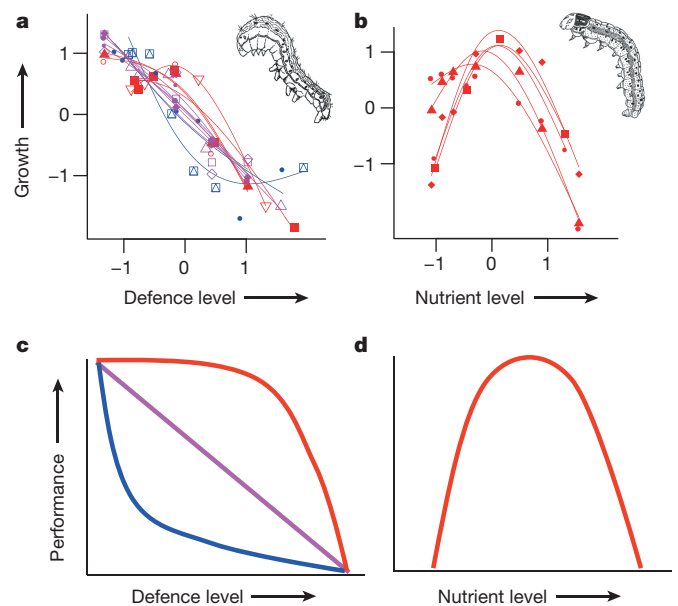 a
1
0
−1
−1
0
1
Growth
Defence level
b
1
0
−1
−1
0
1
Nutrient level
c
Performance
Defence level
d
Nutrient level